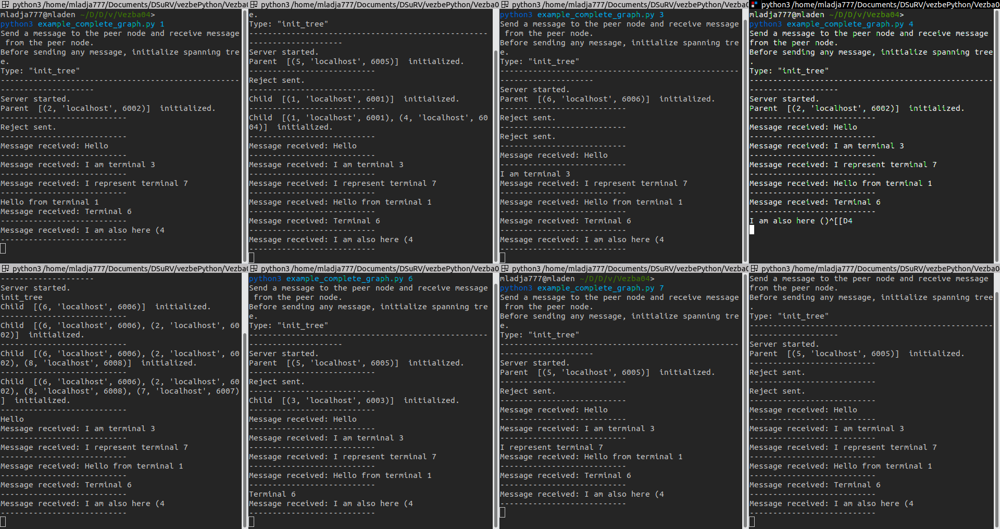 python3 /home/mladja777/Documents/DSuRV/vezbePython/Vezba
mladja777@mladen ~/D/D/v/Vezba04>
python3 example_complete_graph.py 1
Send a message to the peer node and receive message
 from the peer node.
Before sending any message, initialize spanning tre
e.
Type: "init_tree"
---------------------------------------------------
--------------------
Server started.
Parent  [(2, 'localhost', 6002)]  initialized.
---------------------------
Reject sent.
---------------------------
Message received: Hello
---------------------------
Message received: I am terminal 3
---------------------------
Message received: I represent terminal 7
---------------------------
Hello from terminal 1
Message received: Terminal 6
---------------------------
Message received: I am also here (4
---------------------------
python3 /home/mladja777/Documents/DSuRV/vezbePython/Vezba0
e.
Type: "init_tree"
---------------------------------------------------
--------------------
Server started.
Parent  [(5, 'localhost', 6005)]  initialized.
---------------------------
Reject sent.
---------------------------
Child  [(1, 'localhost', 6001)]  initialized.
---------------------------
Child  [(1, 'localhost', 6001), (4, 'localhost', 60
04)]  initialized.
---------------------------
Message received: Hello
---------------------------
Message received: I am terminal 3
---------------------------
Message received: I represent terminal 7
---------------------------
Message received: Hello from terminal 1
---------------------------
Message received: Terminal 6
---------------------------
Message received: I am also here (4
---------------------------
python3 /home/mladja777/Documents/DSuRV/vezbePython/Vezba
python3 example_complete_graph.py 3
Send a message to the peer node and receive message
 from the peer node.
Before sending any message, initialize spanning tre
e.
Type: "init_tree"
---------------------------------------------------
--------------------
Server started.
Parent  [(6, 'localhost', 6006)]  initialized.
---------------------------
Reject sent.
---------------------------
Reject sent.
---------------------------
Message received: Hello
---------------------------
I am terminal 3
Message received: I represent terminal 7
---------------------------
Message received: Hello from terminal 1
---------------------------
Message received: Terminal 6
---------------------------
Message received: I am also here (4
---------------------------
python3 /home/mladja777/Documents/DSuRV/vezbePython/Vezba0
mladja777@mladen ~/D/D/v/Vezba04>
python3 example_complete_graph.py 4
Send a message to the peer node and receive message
from the peer node.
Before sending any message, initialize spanning tree
.
Type: "init_tree"
----------------------------------------------------
-------------------
Server started.
Parent  [(2, 'localhost', 6002)]  initialized.
---------------------------
Message received: Hello
---------------------------
Message received: I am terminal 3
---------------------------
Message received: I represent terminal 7
---------------------------
Message received: Hello from terminal 1
---------------------------
Message received: Terminal 6
---------------------------
I am also here ()^[[D4
python3 /home/mladja777/Documents/DSuRV/vezbePython/Vezba
--------------------
Server started.
init_tree
Child  [(6, 'localhost', 6006)]  initialized.
---------------------------
Child  [(6, 'localhost', 6006), (2, 'localhost', 60
02)]  initialized.
---------------------------
Child  [(6, 'localhost', 6006), (2, 'localhost', 60
02), (8, 'localhost', 6008)]  initialized.
---------------------------
Child  [(6, 'localhost', 6006), (2, 'localhost', 60
02), (8, 'localhost', 6008), (7, 'localhost', 6007)
]  initialized.
---------------------------
Hello
Message received: I am terminal 3
---------------------------
Message received: I represent terminal 7
---------------------------
Message received: Hello from terminal 1
---------------------------
Message received: Terminal 6
---------------------------
Message received: I am also here (4
---------------------------
python3 /home/mladja777/Documents/DSuRV/vezbePython/Vezba0
python3 example_complete_graph.py 6
Send a message to the peer node and receive message
 from the peer node.
Before sending any message, initialize spanning tre
e.
Type: "init_tree"
---------------------------------------------------
--------------------
Server started.
Parent  [(5, 'localhost', 6005)]  initialized.
---------------------------
Reject sent.
---------------------------
Child  [(3, 'localhost', 6003)]  initialized.
---------------------------
Message received: Hello
---------------------------
Message received: I am terminal 3
---------------------------
Message received: I represent terminal 7
---------------------------
Message received: Hello from terminal 1
---------------------------
Terminal 6
Message received: I am also here (4
---------------------------
python3 /home/mladja777/Documents/DSuRV/vezbePython/Vezba
mladja777@mladen ~/D/D/v/Vezba04>
python3 example_complete_graph.py 7
Send a message to the peer node and receive message
 from the peer node.
Before sending any message, initialize spanning tre
e.
Type: "init_tree"
---------------------------------------------------
--------------------
Server started.
Parent  [(5, 'localhost', 6005)]  initialized.
---------------------------
Reject sent.
---------------------------
Message received: Hello
---------------------------
Message received: I am terminal 3
---------------------------
I represent terminal 7
Message received: Hello from terminal 1
---------------------------
Message received: Terminal 6
---------------------------
Message received: I am also here (4
---------------------------
python3 /home/mladja777/Documents/DSuRV/vezbePython/Vezba0
Send a message to the peer node and receive message
from the peer node.
Before sending any message, initialize spanning tree
.
Type: "init_tree"
----------------------------------------------------
-------------------
Server started.
Parent  [(5, 'localhost', 6005)]  initialized.
---------------------------
Reject sent.
---------------------------
Reject sent.
---------------------------
Message received: Hello
---------------------------
Message received: I am terminal 3
---------------------------
Message received: I represent terminal 7
---------------------------
Message received: Hello from terminal 1
---------------------------
Message received: Terminal 6
---------------------------
Message received: I am also here (4
---------------------------